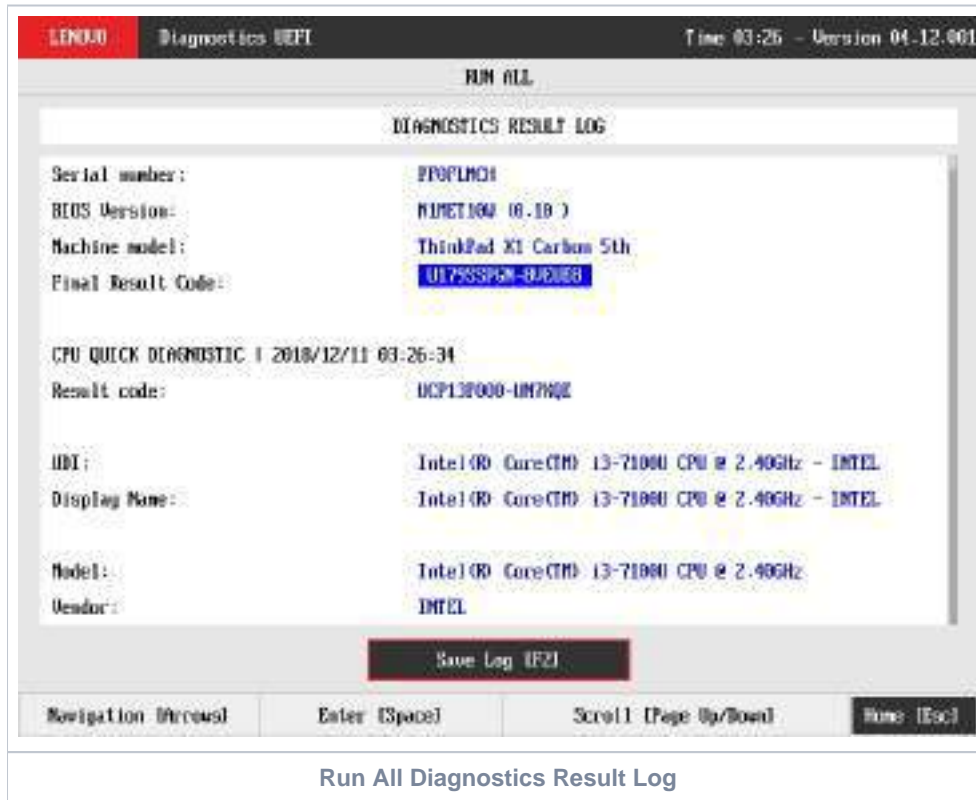 LENOVO Diagnostics UEFI Time 03:26 - Version 04.12.001
RUN ALL
DIAGNOSTICS RESULT LOG
Serial number:
BIOS Version: N1MET10W (0.10 )
Machine model: ThinkPad X1 Carbon 5th
Final Result Code:
CPU QUICK DIAGNOSTIC | 2018/12/11 03:26:34
Result code:
UDI: Intel(R) Core(TM) i3-7100U CPU @ 2.40GHz - INTEL
Display Name: Intel(R) Core(TM) i3-7100U CPU @ 2.40GHz - INTEL
Model: Intel(R) Core(TM) i3-7100U CPU @ 2.40GHz
Vendor: INTEL
Save Log [F2]
Navigation [Arrows] Enter [Space] Scroll [Page Up/Down] Home [Esc]
Run All Diagnostics Result Log